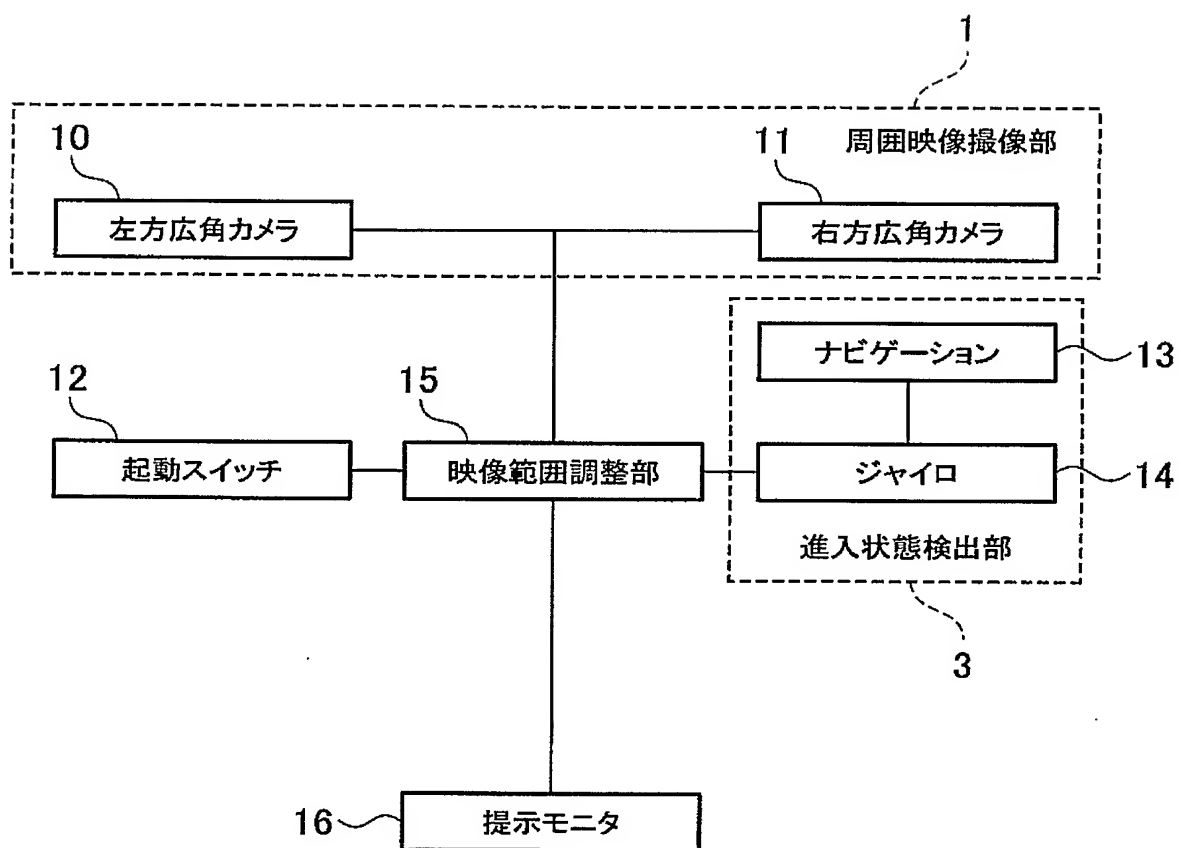 1
10
11
周囲映像撮像部
左方広角カメラ
右方広角カメラ
ナビゲーション
13
12
15
起動スイッチ
映像範囲調整部
ジャイロ
14
進入状態検出部
3
16
提示モニタ